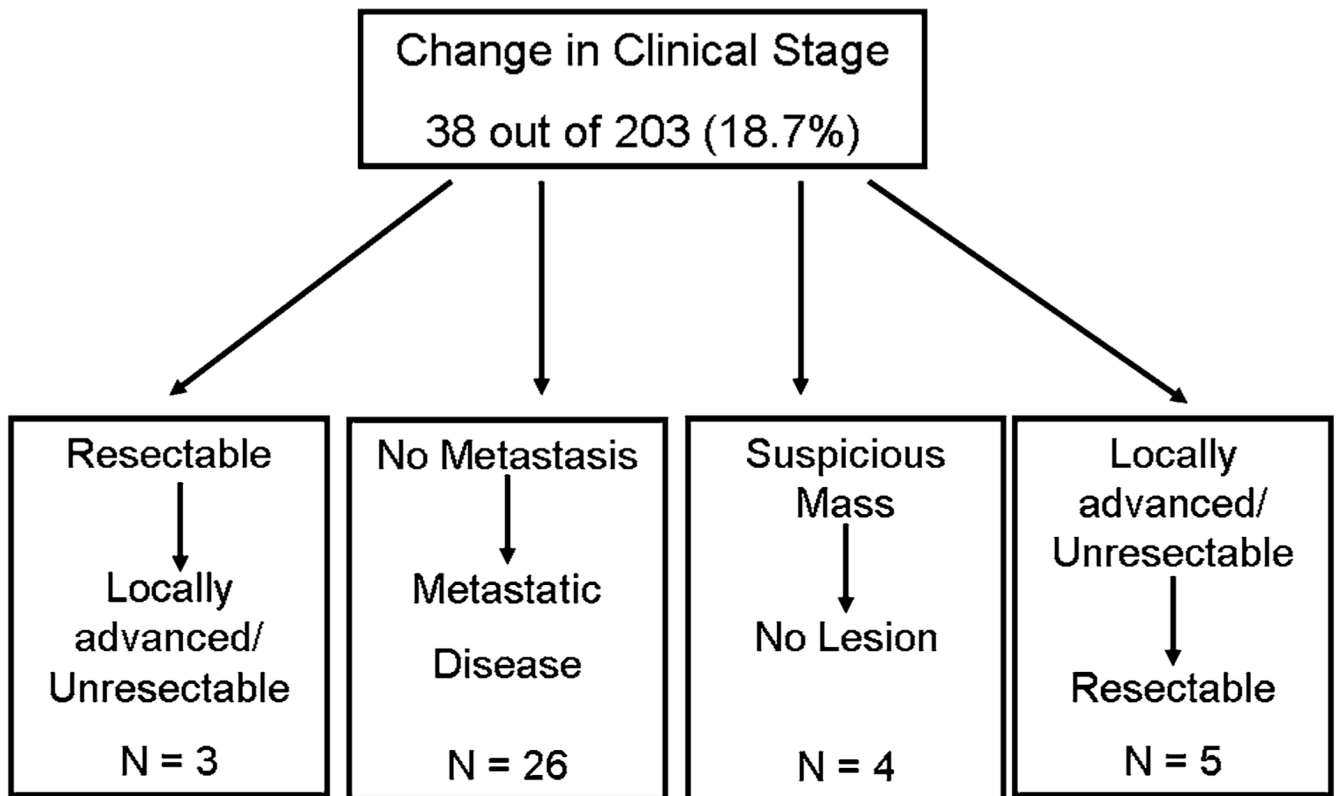 Change in Clinical Stage
38 out of 203 (18.7%)
Resectable
Locally
advanced/
Unresectable
N = 3
No Metastasis
Metastatic
Disease
N = 26
Suspicious
Mass
No Lesion
N = 4
Locally
advanced/
Unresectable
Resectable
N = 5